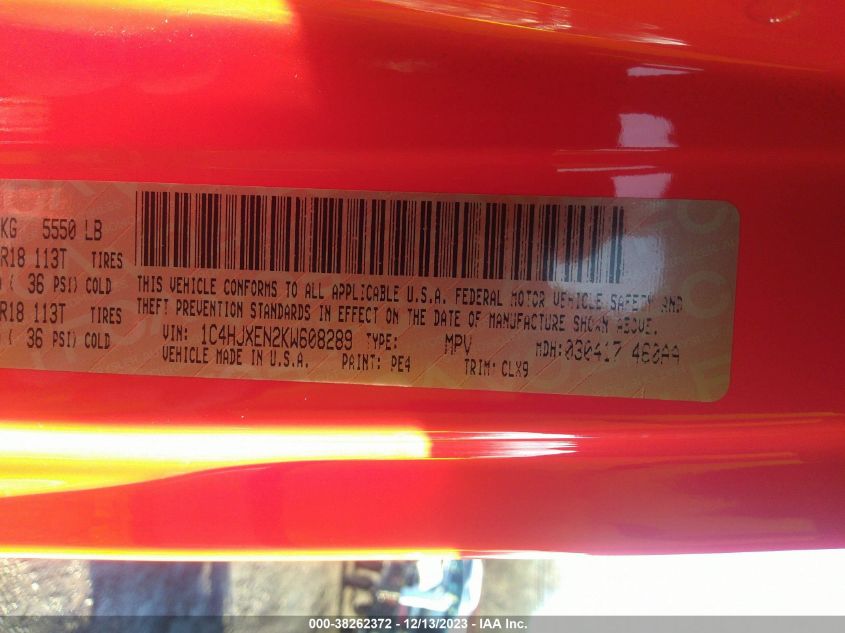 KG 5550 LB
R18 113T TIRES
( 36 PSI) COLD
R18 113T TIRES
( 36 PSI) COLD
THIS VEHICLE CONFORMS TO ALL APPLICABLE U.S.A. FEDERAL MOTOR VEHICLE SAFETY AND
THEFT PREVENTION STANDARDS IN EFFECT ON THE DATE OF MANUFACTURE SHOWN ABOVE.
VIN: 1C4HJXEN2KW608289 TYPE: MPV MDH: 030417 460AA
VEHICLE MADE IN U.S.A. PAINT: PE4 TRIM: CLX9
000-38262372 - 12/13/2023 - IAA Inc.